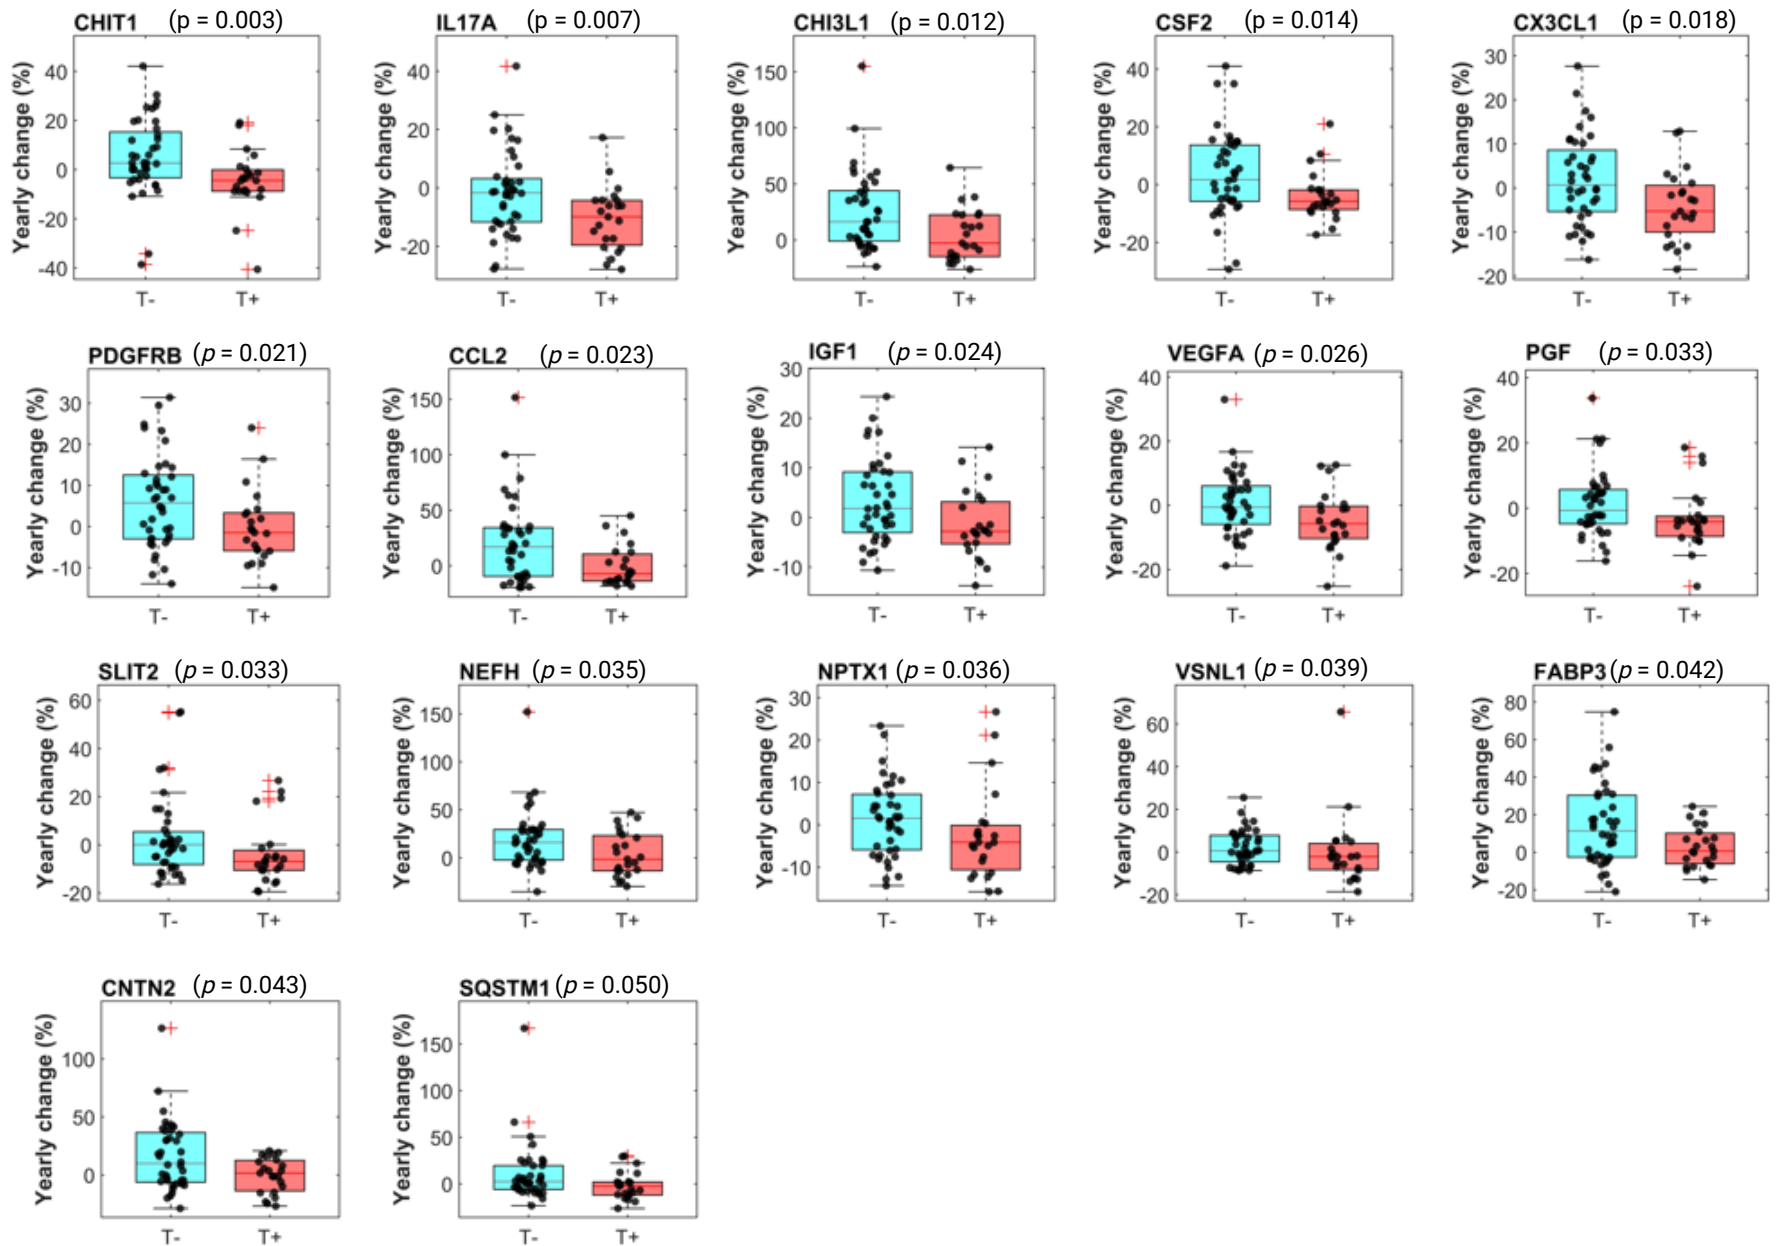 CHIT1 (p = 0.003)
Yearly change (%)
40
20
0
-20
-40
T- T+
IL17A (p = 0.007)
Yearly change (%)
40
20
0
-20
T- T+
CHI3L1 (p = 0.012)
Yearly change (%)
150
100
50
0
T- T+
CSF2 (p = 0.014)
Yearly change (%)
40
20
0
-20
T- T+
CX3CL1 (p = 0.018)
Yearly change (%)
30
20
10
0
-10
-20
T- T+
PDGFRB (p = 0.021)
Yearly change (%)
30
20
10
0
-10
T- T+
CCL2 (p = 0.023)
Yearly change (%)
150
100
50
0
T- T+
IGF1 (p = 0.024)
Yearly change (%)
30
20
10
0
-10
T- T+
VEGFA (p = 0.026)
Yearly change (%)
40
20
0
-20
T- T+
PGF (p = 0.033)
Yearly change (%)
40
20
0
-20
T- T+
SLIT2 (p = 0.033)
Yearly change (%)
60
40
20
0
-20
T- T+
NEFH (p = 0.035)
Yearly change (%)
150
100
50
0
T- T+
NPTX1 (p = 0.036)
Yearly change (%)
30
20
10
0
-10
T- T+
VSNL1 (p = 0.039)
Yearly change (%)
60
40
20
0
-20
T- T+
FABP3 (p = 0.042)
Yearly change (%)
80
60
40
20
0
-20
T- T+
CNTN2 (p = 0.043)
Yearly change (%)
100
50
0
T- T+
SQSTM1 (p = 0.050)
Yearly change (%)
150
100
50
0
T- T+